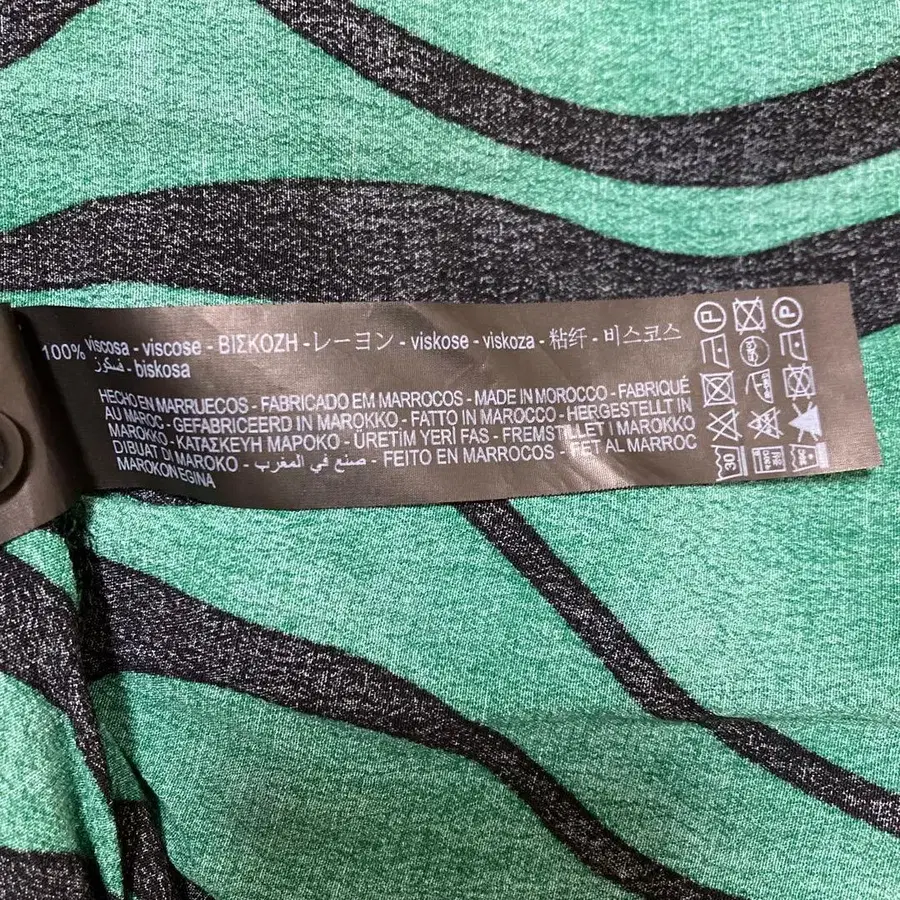 100% viscosa - viscose - ΒΙΣΚΟΖΗ - レーヨン - viskose - viskoza - 粘纤 - 비스코스
فسكوز - biskosa
HECHO EN MARRUECOS - FABRICADO EM MARROCOS - MADE IN MOROCCO - FABRIQUÉ
AU MAROC - GEFABRICEERD IN MAROKKO - FATTO IN MAROCCO - HERGESTELLT IN
MAROKKO - ΚΑΤΑΣΚΕΥΗ ΜΑΡΟΚΟ - ÜRETİM YERİ FAS - FREMSTILLET I MAROKKO
DIBUAT DI MAROKO - صنع في المغرب - FEITO EN MARROCOS - FET AL MARROC
MAROKON EGINA
P P
30